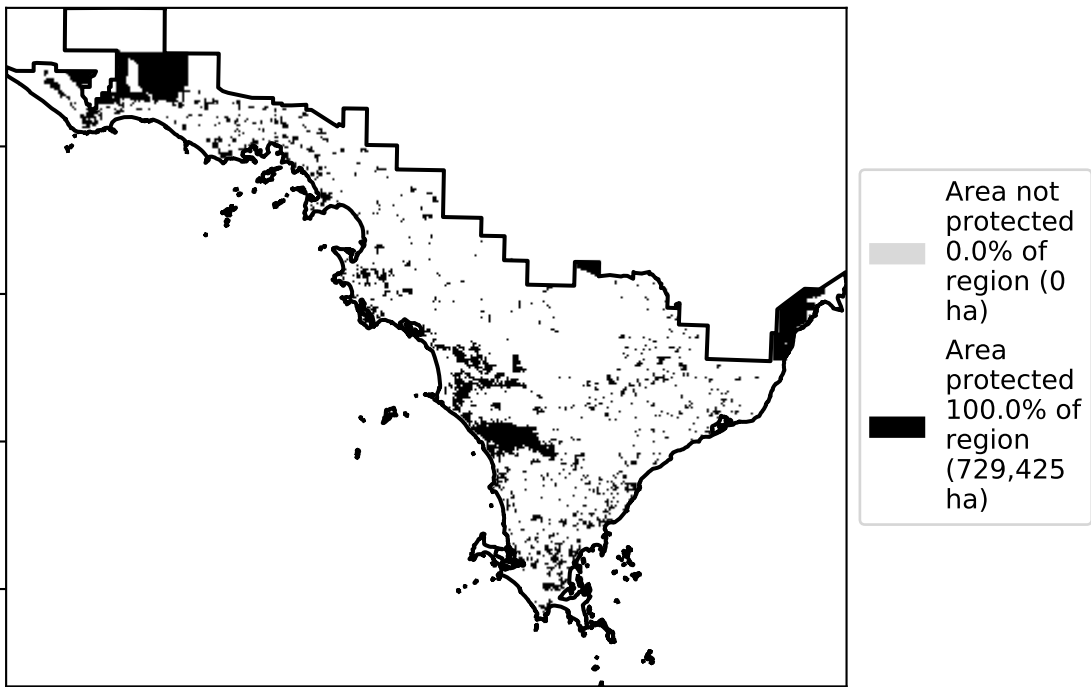 Area not
protected
0.0% of
region (0
ha)
Area
protected
100.0% of
region
(729,425
ha)